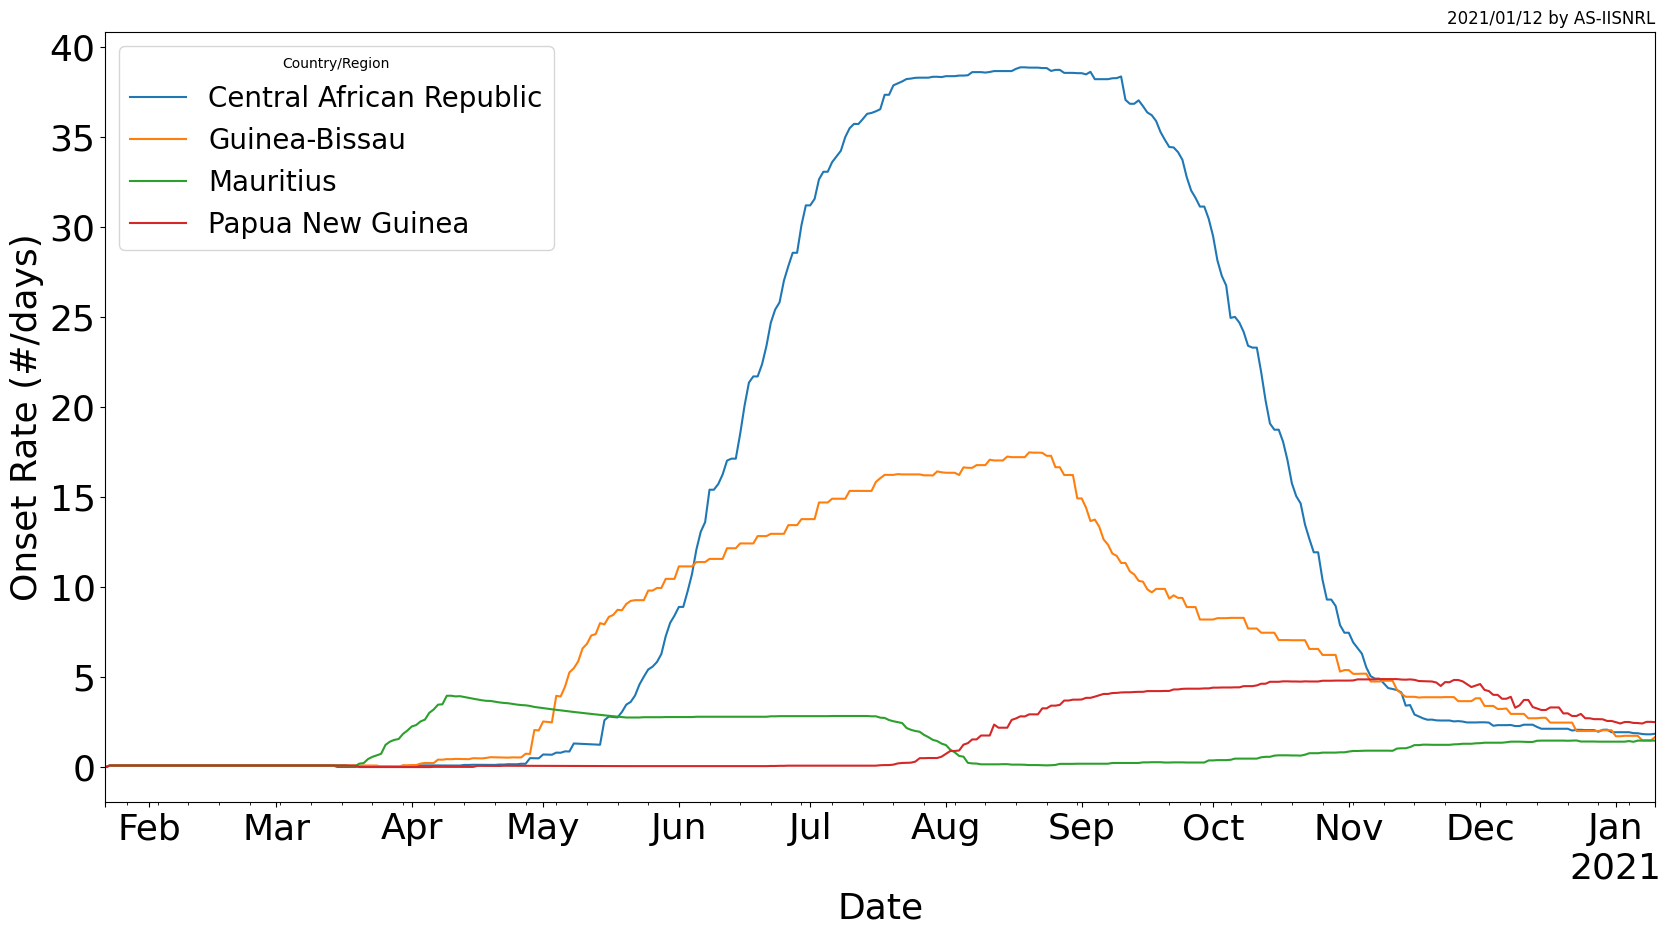 2021/01/12 by AS-IISNRL
Country/Region
Central African Republic
Guinea-Bissau
Mauritius
Papua New Guinea
40
35
30
25
20
15
10
5
0
Onset Rate (#/days)
Feb Mar Apr May Jun Jul Aug Sep Oct Nov Dec Jan
2021
Date